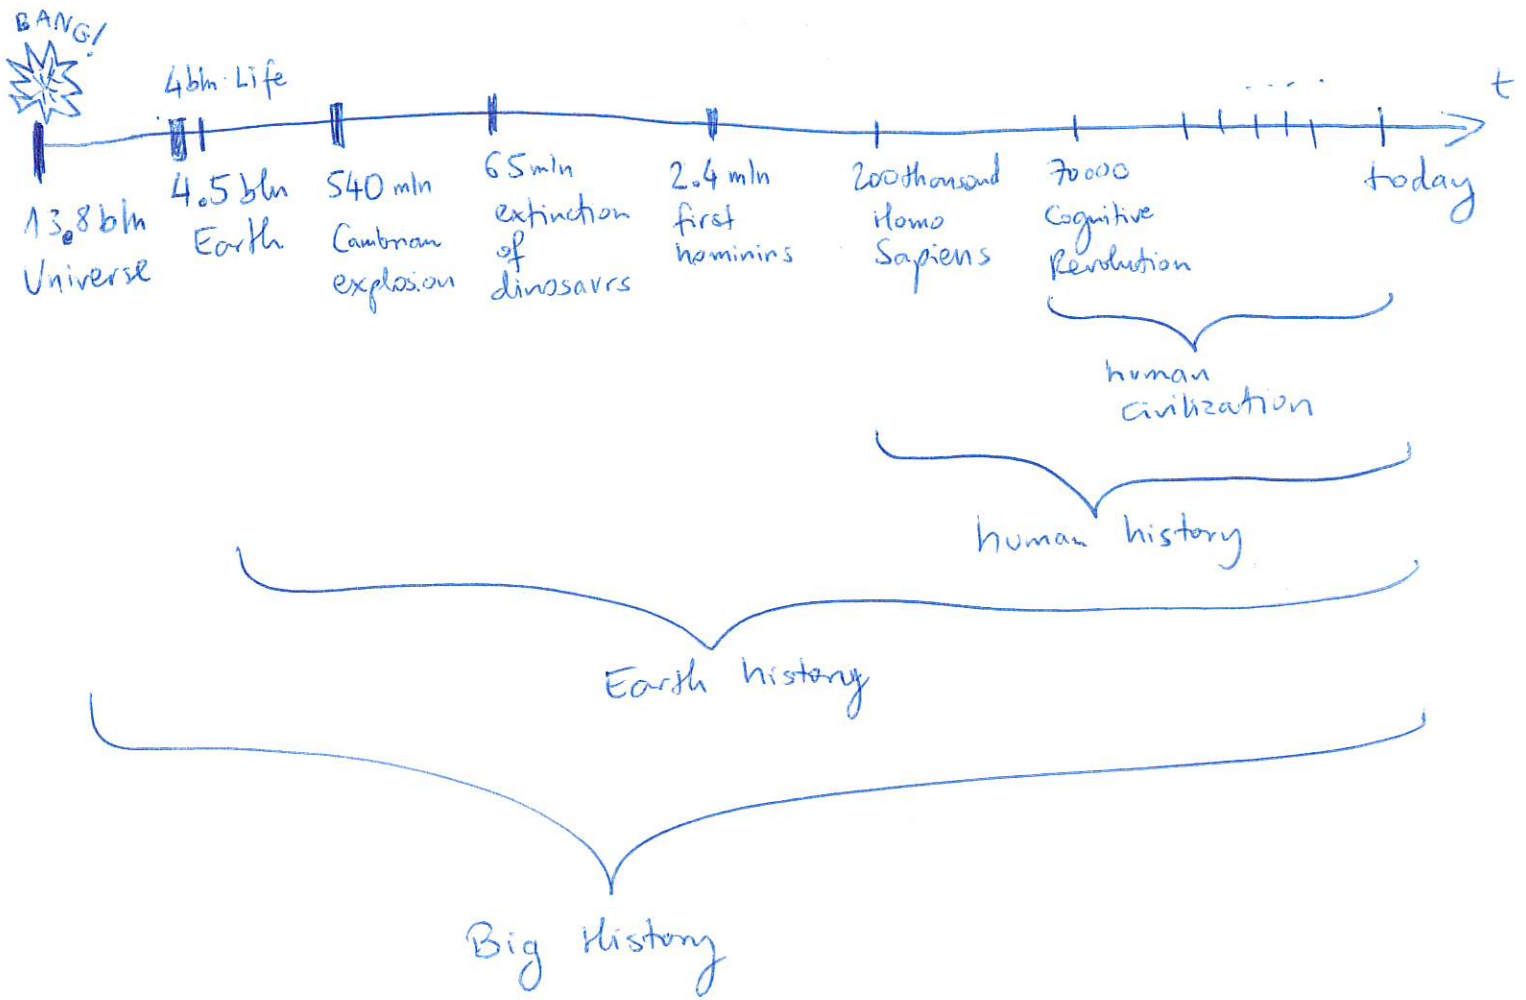 BANG!
4bln Life
t
13.8 bln
Universe
4.5 bln
Earth
540 mln
Cambrian
explosion
65 mln
extinction
of
dinosaurs
2.4 mln
first
hominins
200 thousand
Homo
Sapiens
70000
Cognitive
Revolution
today
human
civilization
human history
Earth history
Big History